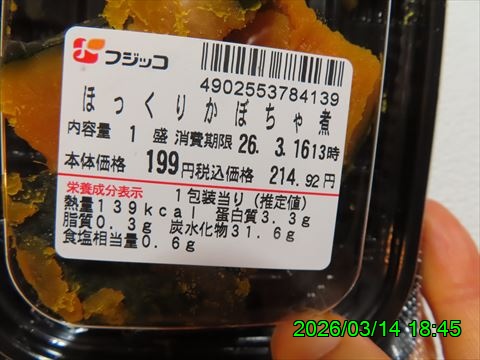 フジッコ
4902553784139
ほっくりかぼちゃ煮
内容量 1 盛 消費期限 26. 3.16 13時
本体価格 199円 税込価格 214.92円
栄養成分表示 1包装当り(推定値)
熱量139kcal 蛋白質3.3g
脂質0.3g 炭水化物31.6g
食塩相当量0.6g
2026/03/14 18:45